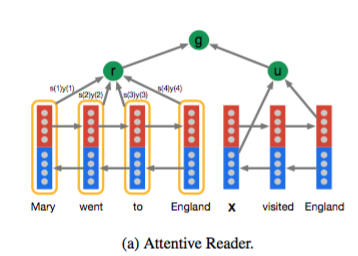 g
r
u
s(1)y(1)
s(2)y(2)
s(3)y(3)
s(4)y(4)
Mary went to England X visited England
(a) Attentive Reader.